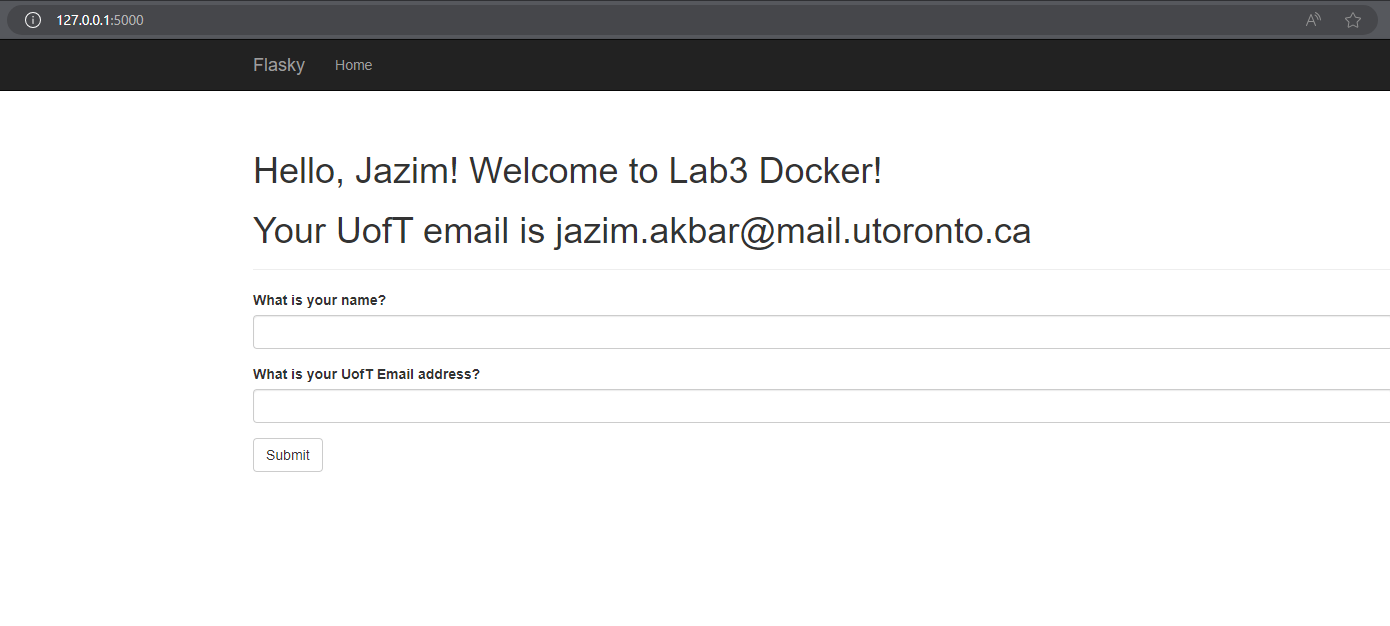 127.0.0.1:5000
Flasky Home
Hello, Jazim! Welcome to Lab3 Docker!
Your UofT email is jazim.akbar@mail.utoronto.ca
What is your name?
What is your UofT Email address?
Submit